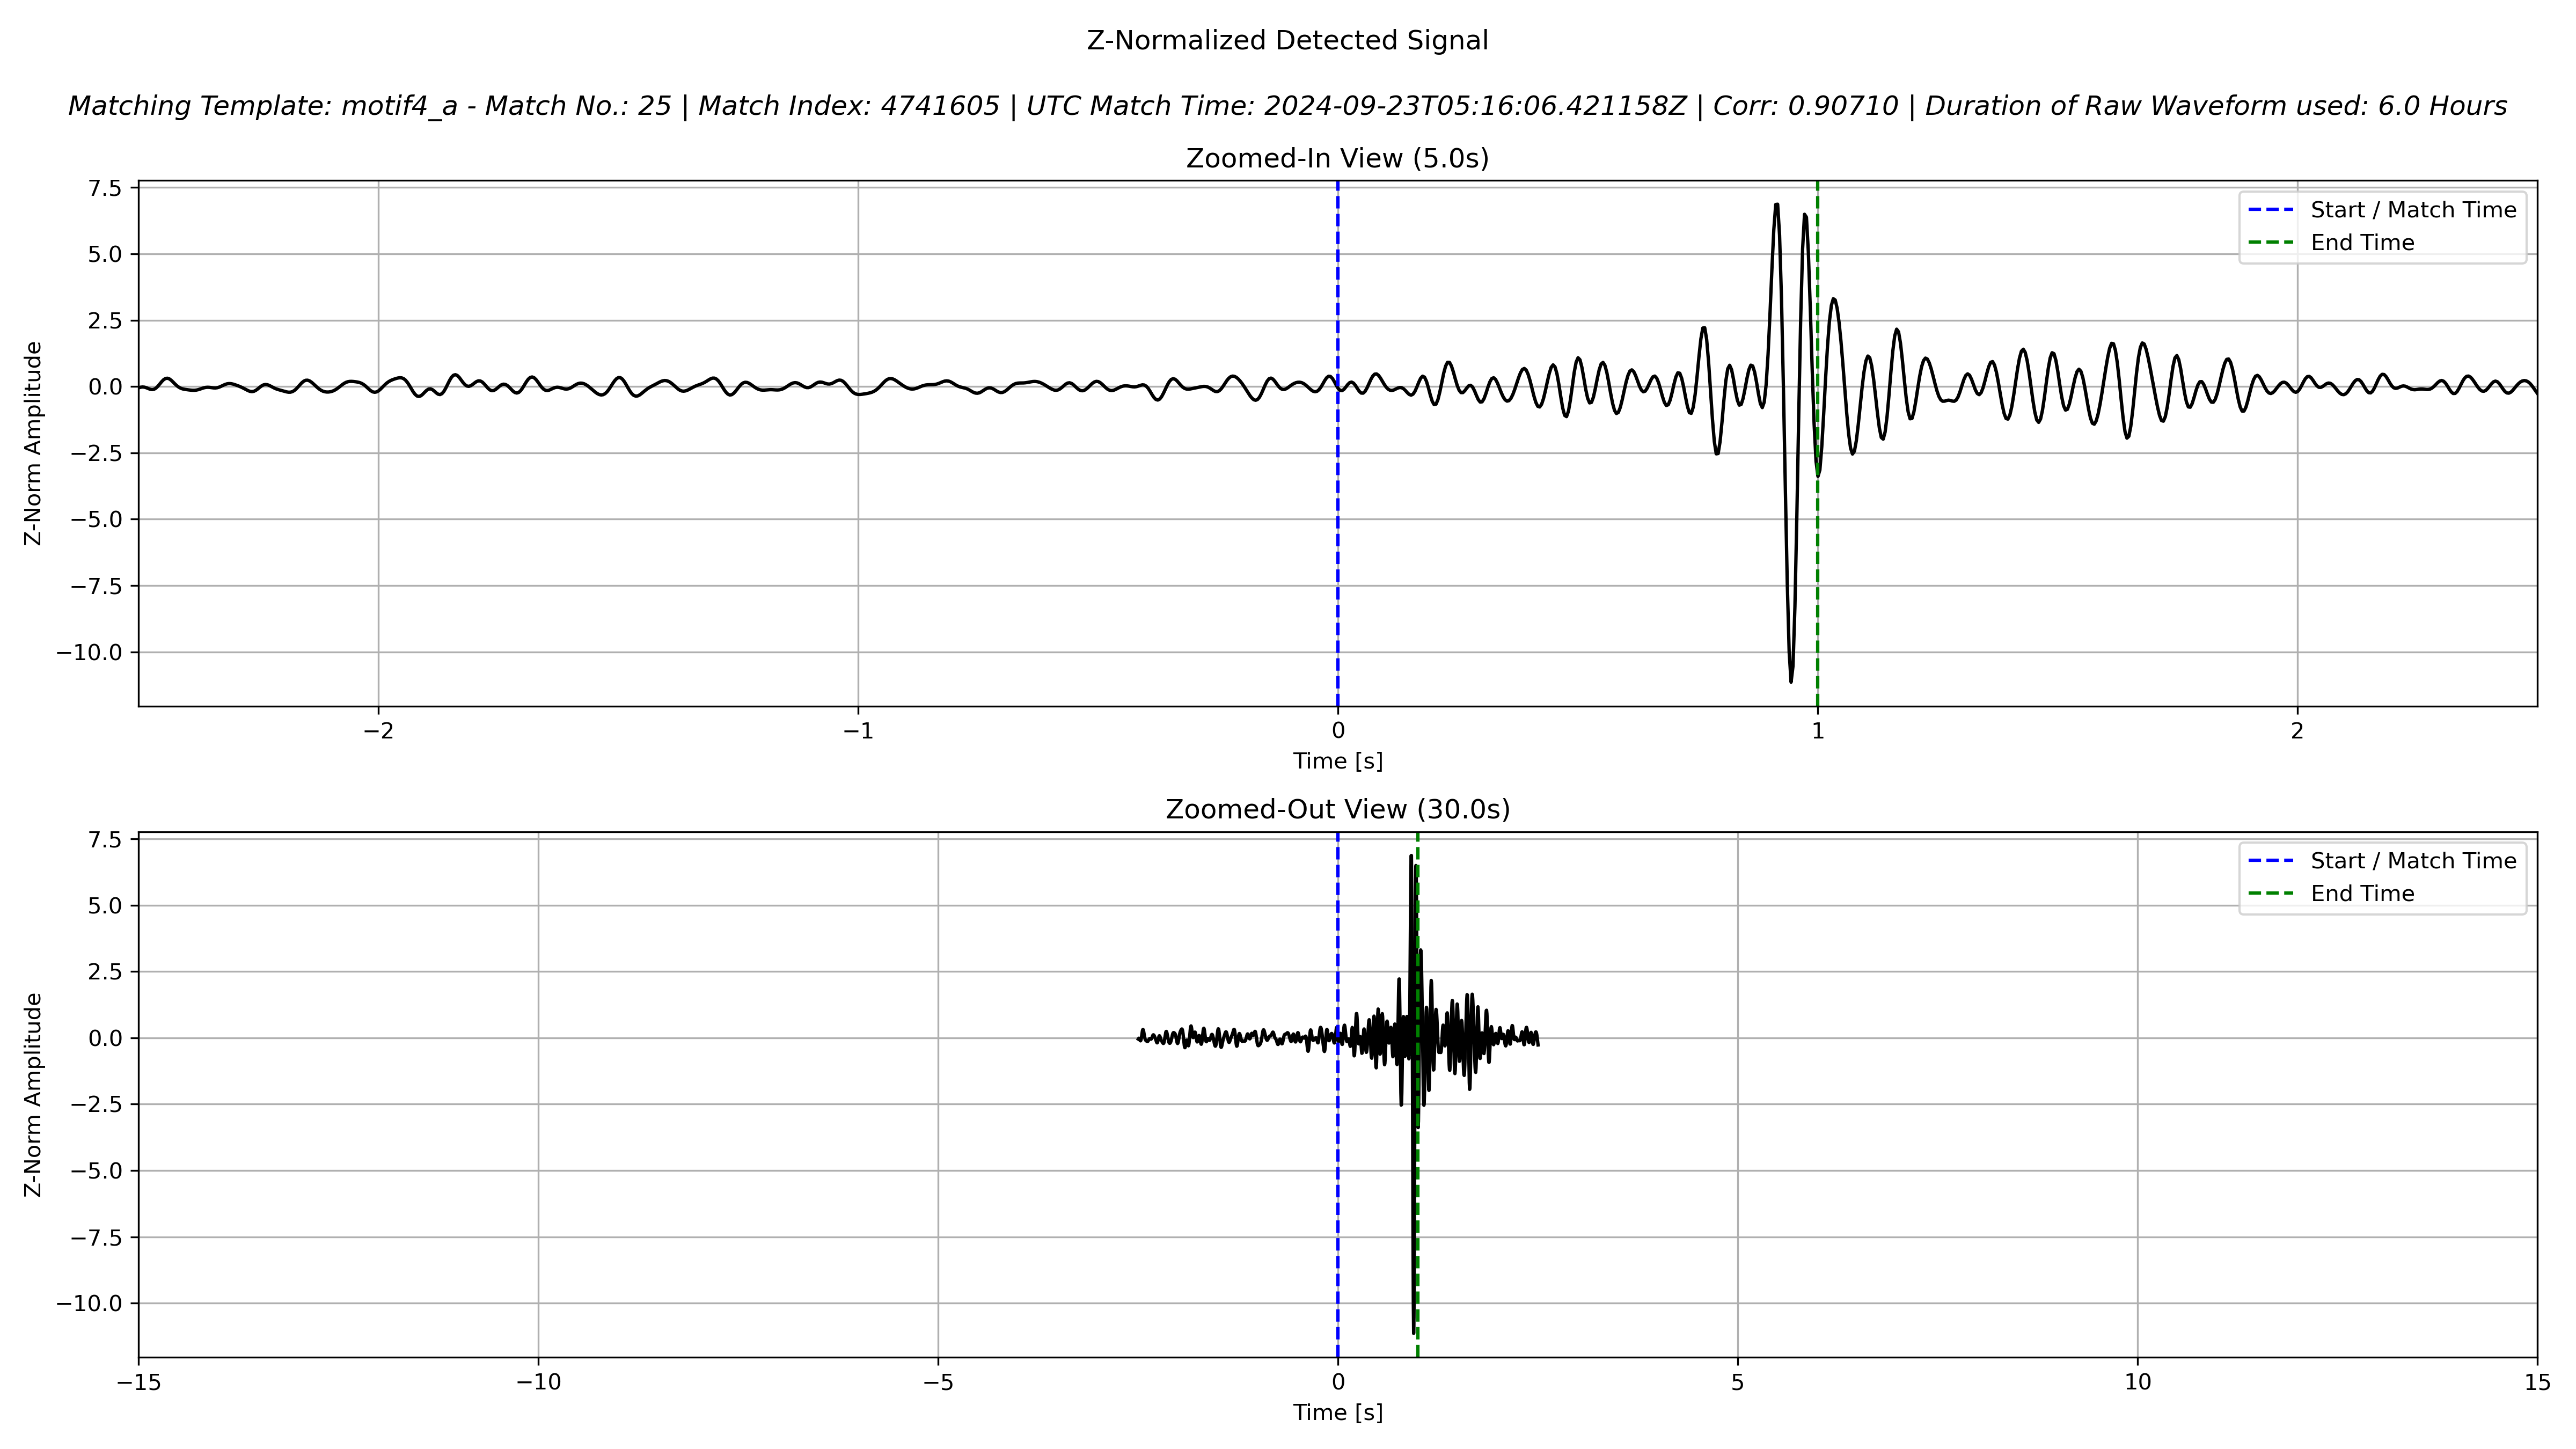 Z-Normalized Detected Signal
Matching Template: motif4_a - Match No.: 25 | Match Index: 4741605 | UTC Match Time: 2024-09-23T05:16:06.421158Z | Corr: 0.90710 | Duration of Raw Waveform used: 6.0 Hours
Zoomed-In View (5.0s)
7.5
5.0
2.5
0.0
−2.5
−5.0
−7.5
−10.0
Z-Norm Amplitude
Start / Match Time
End Time
−2 −1 0 1 2
Time [s]
Zoomed-Out View (30.0s)
7.5
5.0
2.5
0.0
−2.5
−5.0
−7.5
−10.0
Z-Norm Amplitude
Start / Match Time
End Time
−15 −10 −5 0 5 10 15
Time [s]